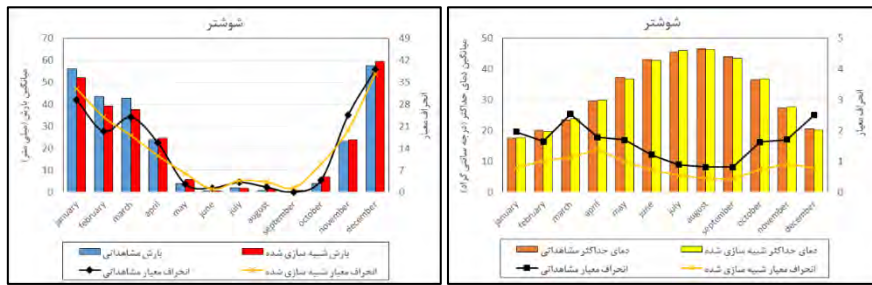 شوشتر
میانگین بارش (میلی متر)
70
60
50
40
30
20
10
0
49
42
35
28
21
14
7
0
انحراف معیار
january
february
march
april
may
june
july
august
september
october
november
december
بارش مشاهداتی
بارش شبیه سازی شده
انحراف معیار مشاهداتی
انحراف معیار شبیه سازی شده
شوشتر
میانگین دمای حداکثر (درجه سانتی گراد)
50
40
30
20
10
0
5
4
3
2
1
0
انحراف معیار
january
february
march
april
may
june
july
august
september
october
november
december
دمای حداکثر مشاهداتی
دمای حداکثر شبیه سازی شده
انحراف معیار مشاهداتی
انحراف معیار شبیه سازی شده